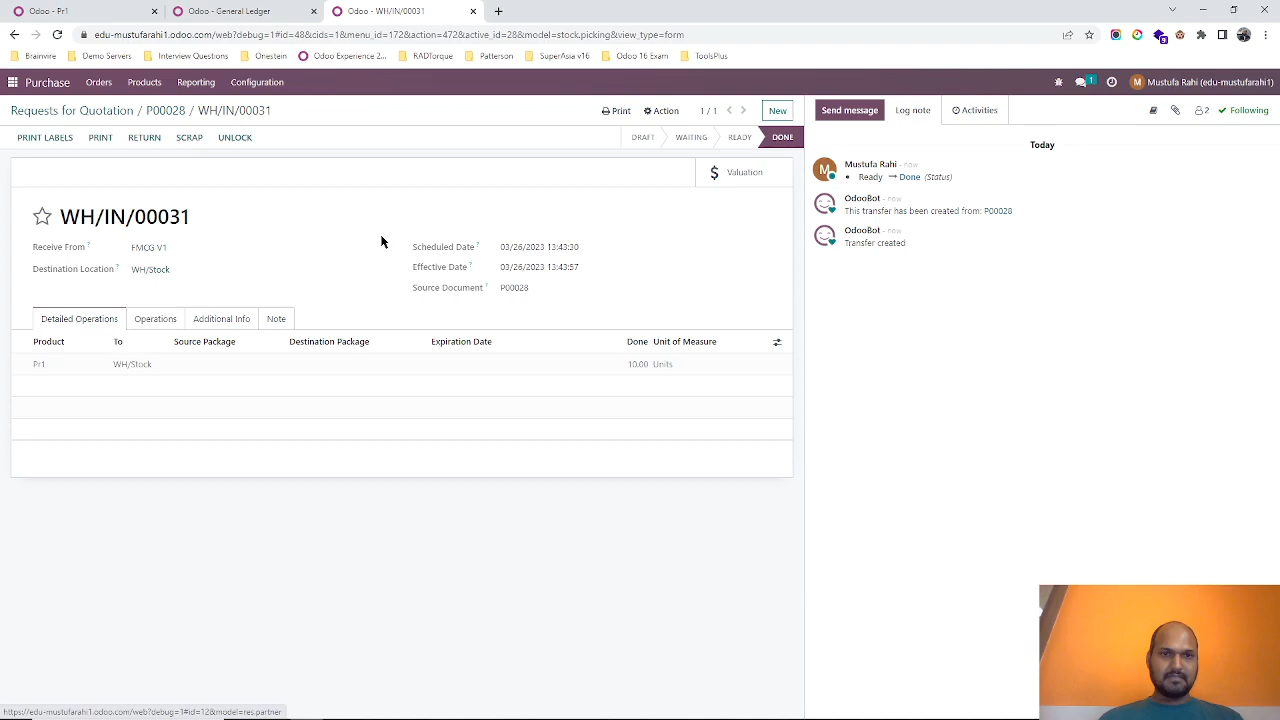 Odoo - Pr1
Odoo - General Ledger
Odoo - WH/IN/00031
edu-mustufarahi1.odoo.com/web?debug=1#id=48&cids=1&menu_id=172&action=472&active_id=28&model=stock.picking&view_type=form
Brainvire
Demo Servers
Interview Questions
Onestein
Odoo Experience 2...
RADTorque
Patterson
SuperAsia v16
Odoo 16 Exam
ToolsPlus
Purchase
Orders
Products
Reporting
Configuration
1
Mustufa Rahi (edu-mustufarahi1)
Requests for Quotation / P00028 / WH/IN/00031
Print
Action
1 / 1
New
Send message
Log note
Activities
2
Following
PRINT LABELS
PRINT
RETURN
SCRAP
UNLOCK
DRAFT
WAITING
READY
DONE
Today
Valuation
M
Mustufa Rahi - now
Ready → Done (Status)
OdooBot - now
This transfer has been created from: P00028
OdooBot - now
Transfer created
WH/IN/00031
Receive From ? FMCG V1
Destination Location ? WH/Stock
Scheduled Date ? 03/26/2023 13:43:30
Effective Date ? 03/26/2023 13:43:57
Source Document ? P00028
Detailed Operations
Operations
Additional Info
Note
Product To Source Package Destination Package Expiration Date Done Unit of Measure
Pr1 WH/Stock 10.00 Units
https://edu-mustufarahi1.odoo.com/web?debug=1#id=12&model=res.partner